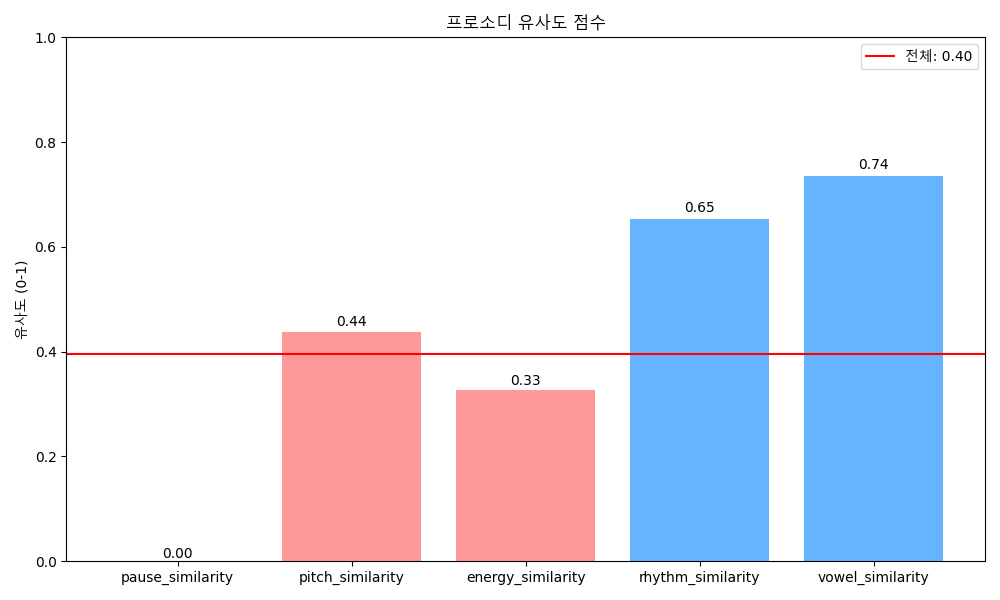 프로소디 유사도 점수
전체: 0.40
유사도 (0-1)
1.0
0.8
0.6
0.4
0.2
0.0
0.00
0.44
0.33
0.65
0.74
pause_similarity
pitch_similarity
energy_similarity
rhythm_similarity
vowel_similarity